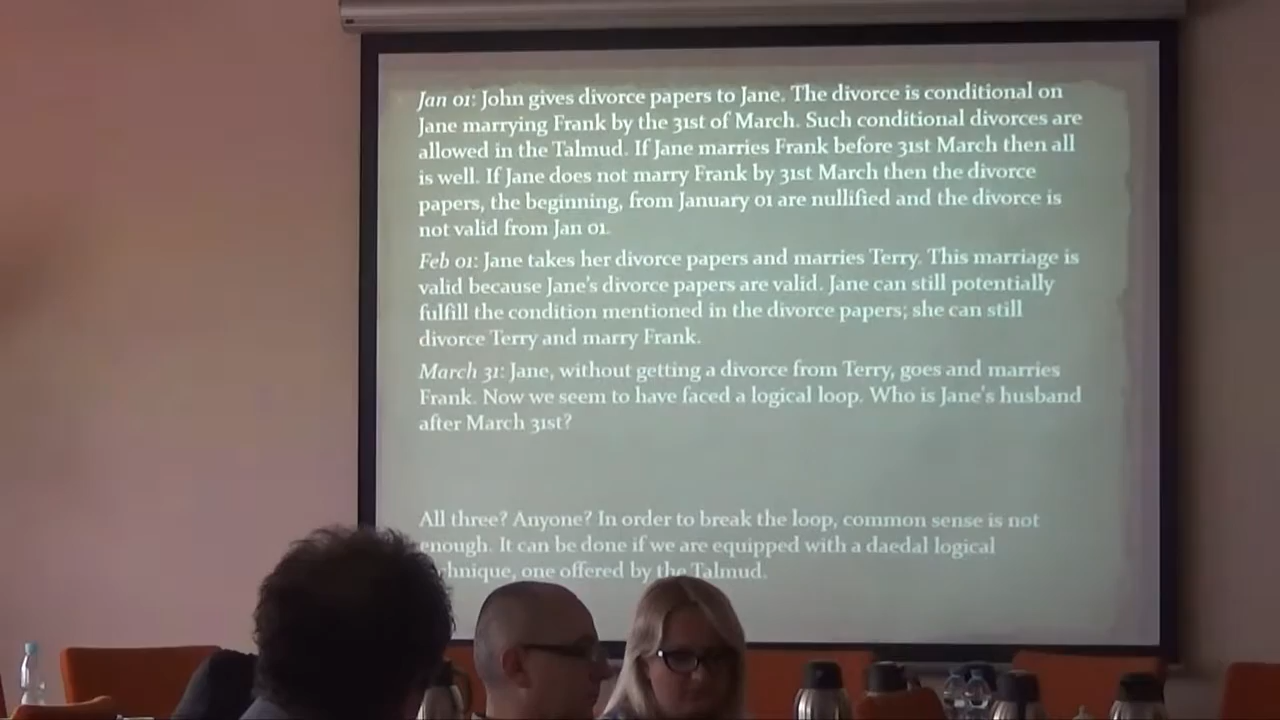 Jan 01: John gives divorce papers to Jane. The divorce is conditional on
Jane marrying Frank by the 31st of March. Such conditional divorces are
allowed in the Talmud. If Jane marries Frank before 31st March then all
is well. If Jane does not marry Frank by 31st March then the divorce
papers, the beginning, from January 01 are nullified and the divorce is
not valid from Jan 01.
Feb 01: Jane takes her divorce papers and marries Terry. This marriage is
valid because Jane's divorce papers are valid. Jane can still potentially
fulfill the condition mentioned in the divorce papers; she can still
divorce Terry and marry Frank.
March 31: Jane, without getting a divorce from Terry, goes and marries
Frank. Now we seem to have faced a logical loop. Who is Jane's husband
after March 31st?
All three? Anyone? In order to break the loop, common sense is not
enough. It can be done if we are equipped with a daedal logical
chnique, one offered by the Talmud.